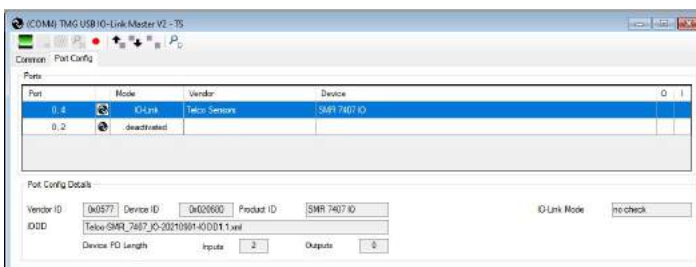 (COM4) TMG USB IO-Link Master V2 - TS
Common Port Config
Ports
Port Mode Vendor Device O I
IO-Link Telco Sensors SMR 7407 IO
0, 2 deactivated
Port Config Details
Vendor ID 0x0577 Device ID 0x020600 Product ID SMR 7407 IO IO-Link Mode no check
IODD Telco-SMR_7407_IO-20210901-IODD1.1.xml
Device PD Length Inputs 2 Outputs 0